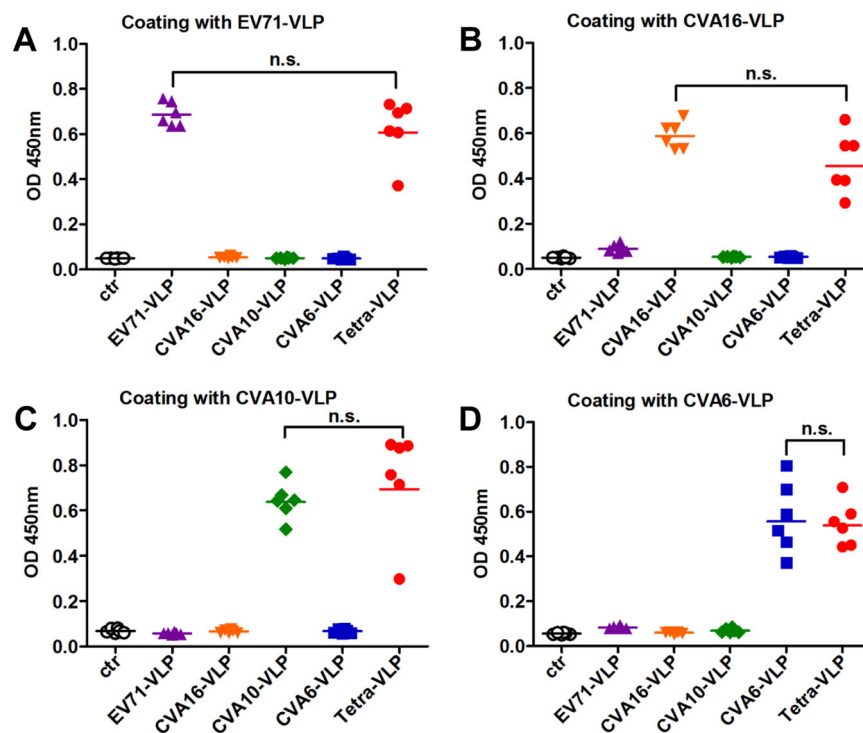 A
Coating with EV71-VLP
n.s.
OD 450nm
1.0
0.8
0.6
0.4
0.2
0.0
ctr
EV71-VLP
CVA16-VLP
CVA10-VLP
CVA6-VLP
Tetra-VLP
B
Coating with CVA16-VLP
n.s.
OD 450nm
1.0
0.8
0.6
0.4
0.2
0.0
ctr
EV71-VLP
CVA16-VLP
CVA10-VLP
CVA6-VLP
Tetra-VLP
C
Coating with CVA10-VLP
n.s.
OD 450nm
1.0
0.8
0.6
0.4
0.2
0.0
ctr
EV71-VLP
CVA16-VLP
CVA10-VLP
CVA6-VLP
Tetra-VLP
D
Coating with CVA6-VLP
n.s.
OD 450nm
1.0
0.8
0.6
0.4
0.2
0.0
ctr
EV71-VLP
CVA16-VLP
CVA10-VLP
CVA6-VLP
Tetra-VLP